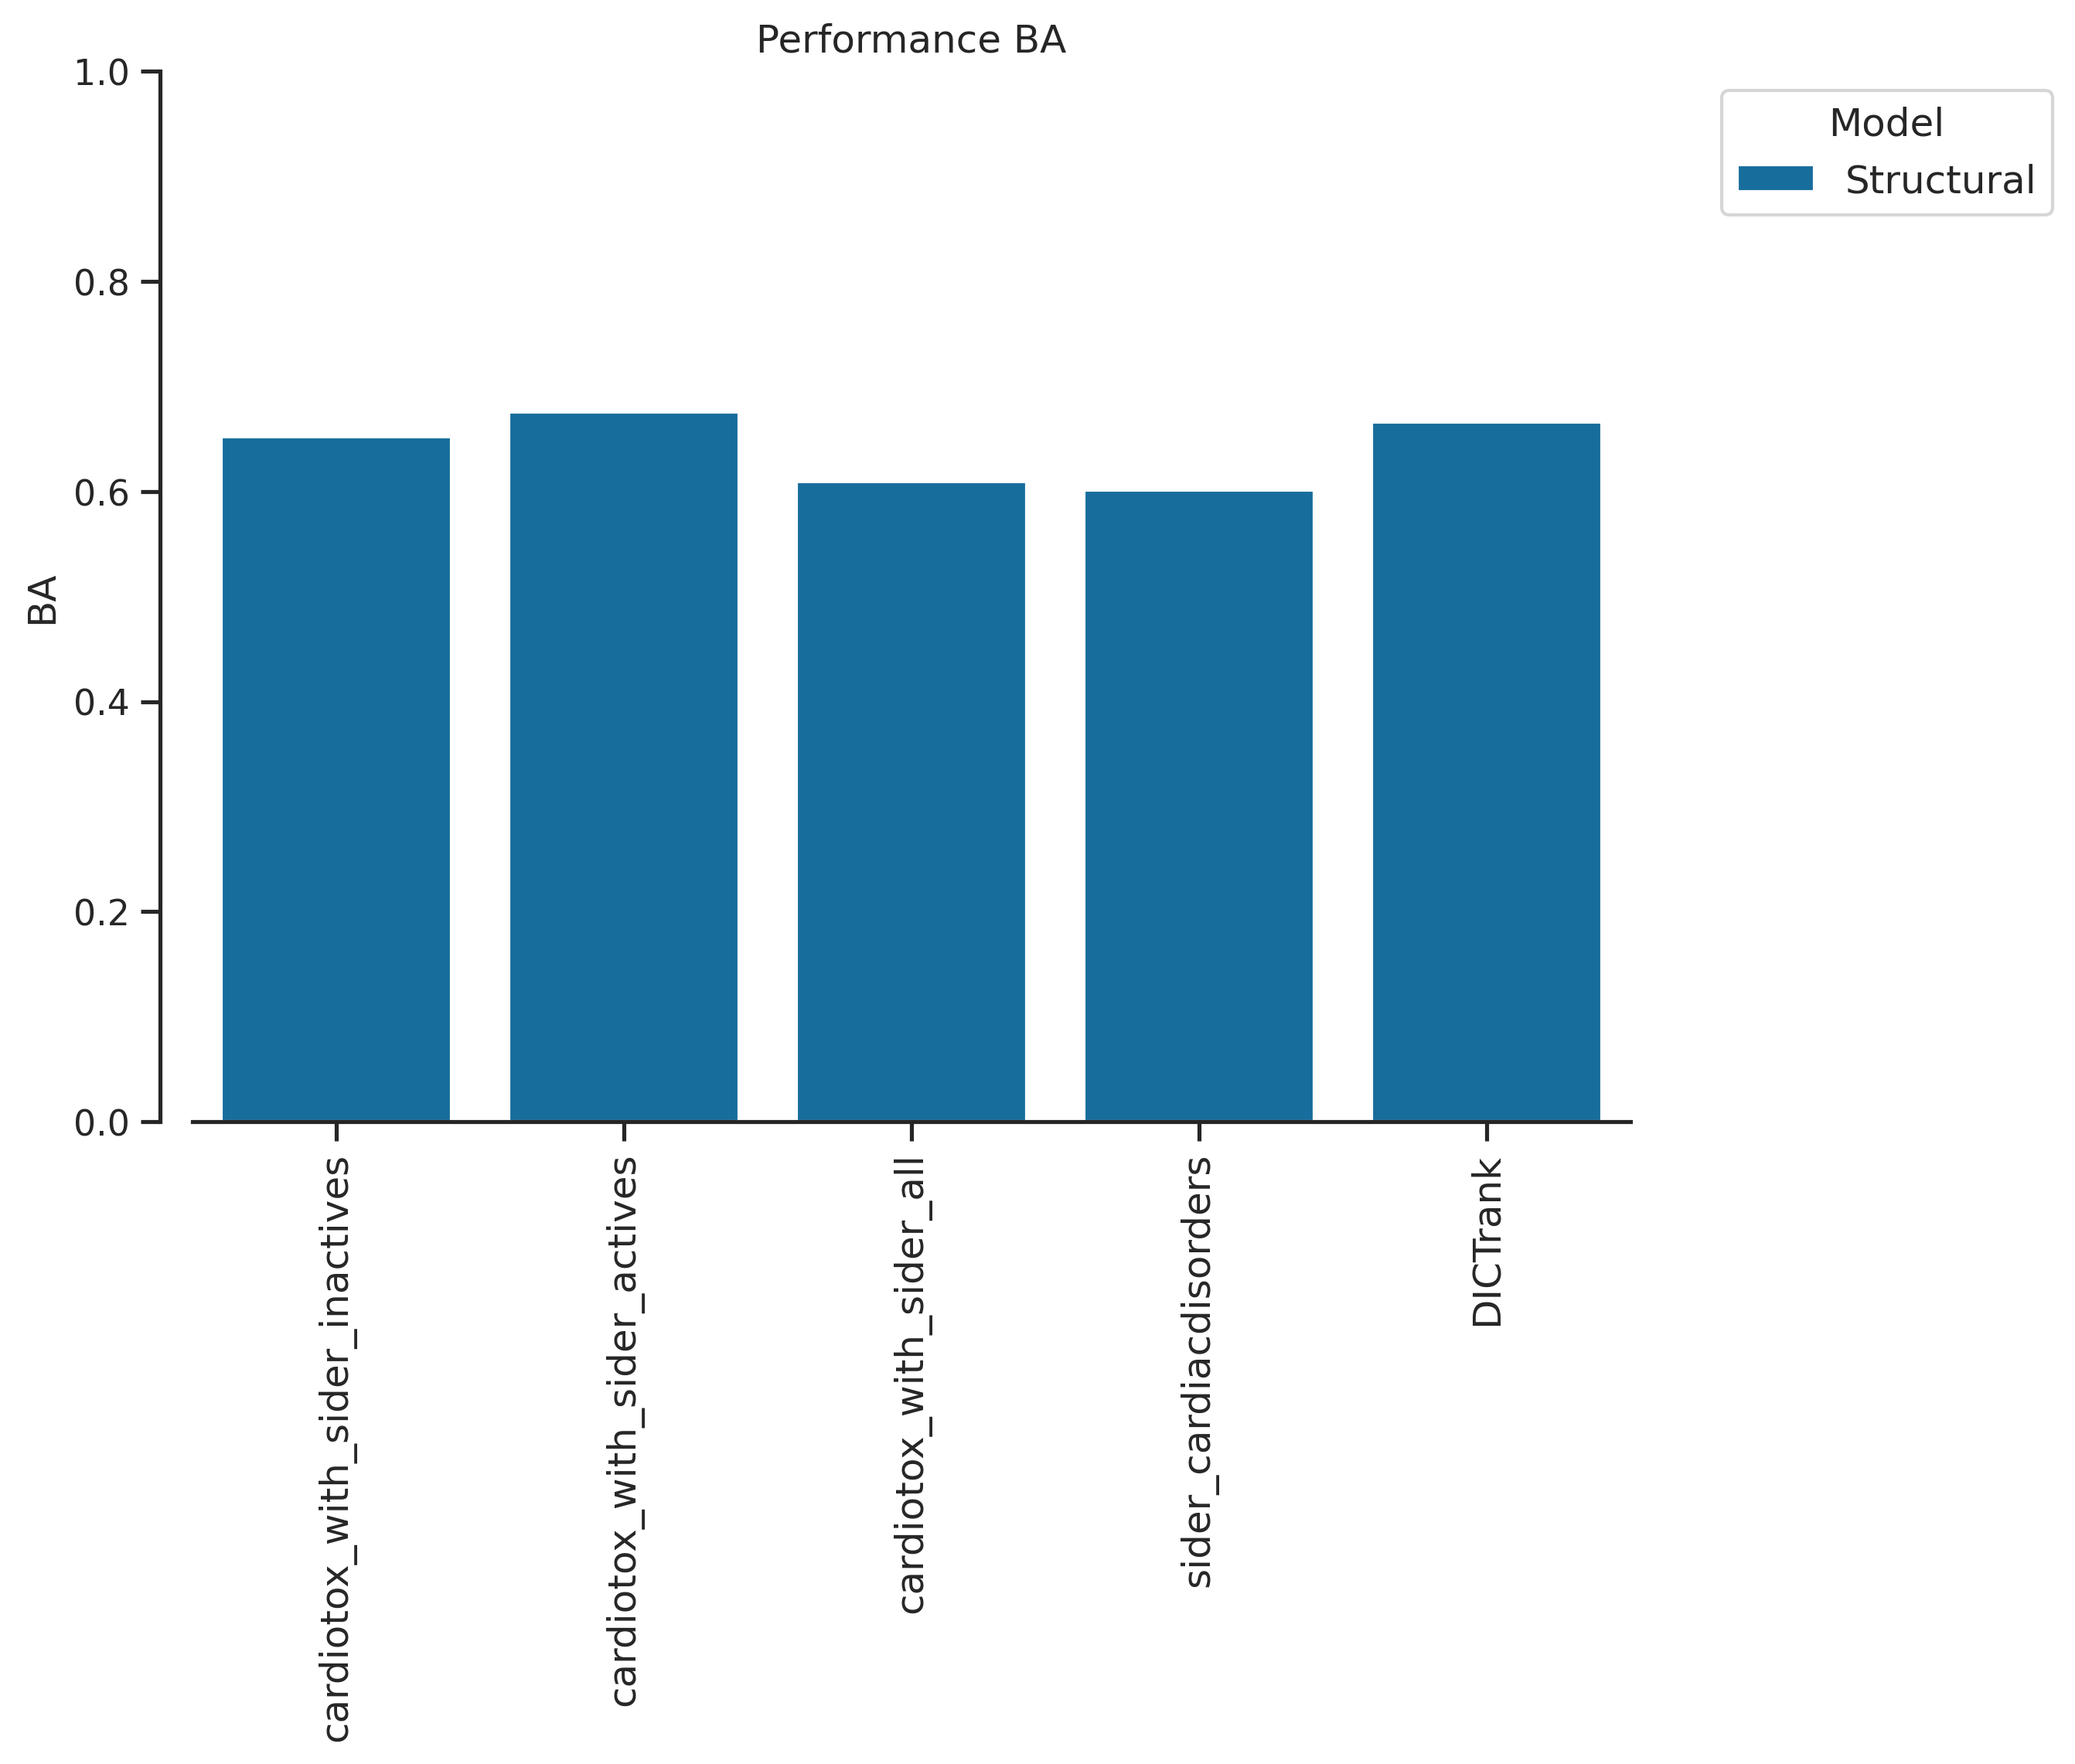 Performance BA
1.0
0.8
0.6
0.4
0.2
0.0
BA
cardiotox_with_sider_inactives
cardiotox_with_sider_actives
cardiotox_with_sider_all
sider_cardiacdisorders
DICTrank
Model
Structural